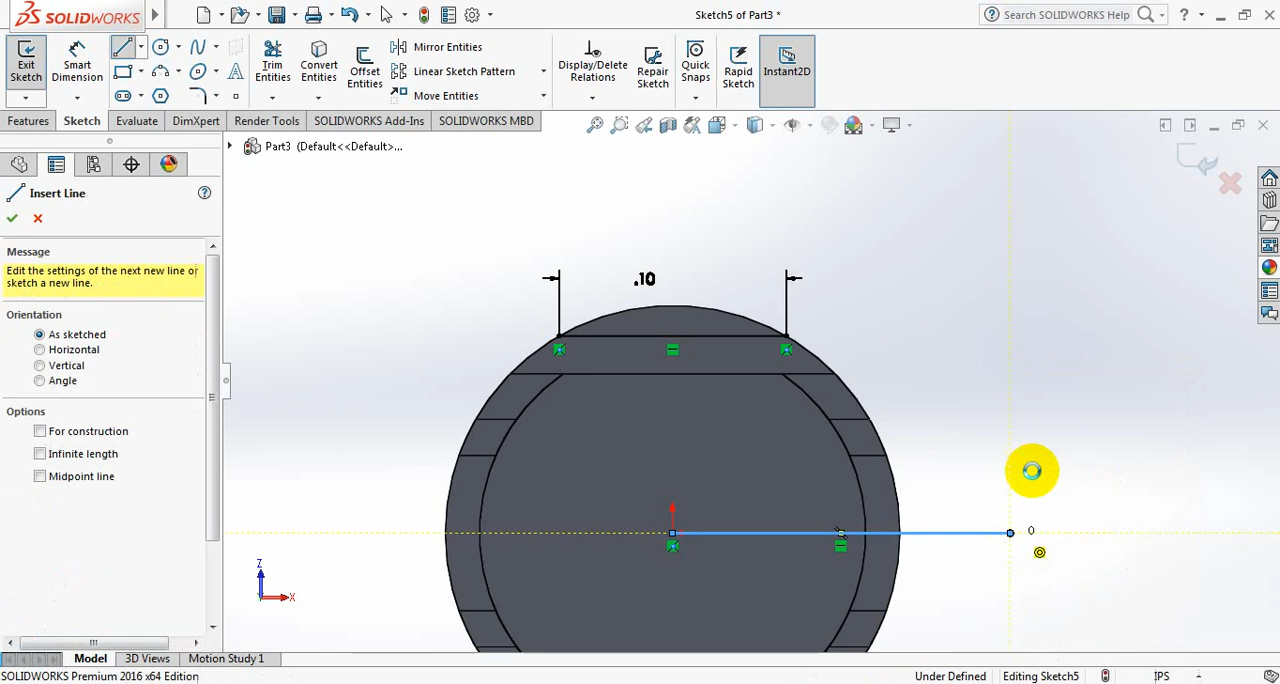 SOLIDWORKS
Sketch5 of Part3 *
Search SOLIDWORKS Help
Exit Sketch
Smart Dimension
Trim Entities
Convert Entities
Offset Entities
Mirror Entities
Linear Sketch Pattern
Move Entities
Display/Delete Relations
Repair Sketch
Quick Snaps
Rapid Sketch
Instant2D
Features Sketch Evaluate DimXpert Render Tools SOLIDWORKS Add-Ins SOLIDWORKS MBD
Part3 (Default<<Default>...
Insert Line
Message
Edit the settings of the next new line or
sketch a new line.
Orientation
As sketched
Horizontal
Vertical
Angle
Options
For construction
Infinite length
Midpoint line
.10
0
Z
X
Model 3D Views Motion Study 1
SOLIDWORKS Premium 2016 x64 Edition
Under Defined Editing Sketch5 IPS